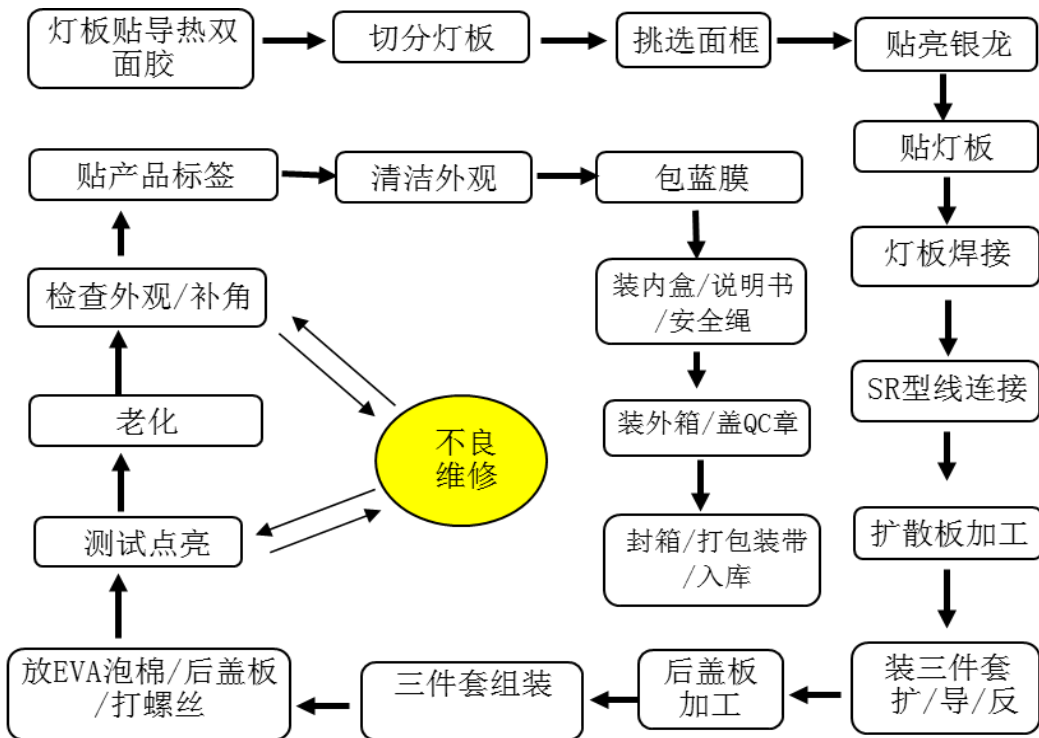 灯板贴导热双
面胶
切分灯板
挑选面框
贴亮银龙
贴灯板
灯板焊接
SR型线连接
扩散板加工
装三件套
扩/导/反
后盖板
加工
三件套组装
放EVA泡棉/后盖板
/打螺丝
测试点亮
老化
检查外观/补角
不良
维修
贴产品标签
清洁外观
包蓝膜
装内盒/说明书
/安全绳
装外箱/盖QC章
封箱/打包装带
/入库